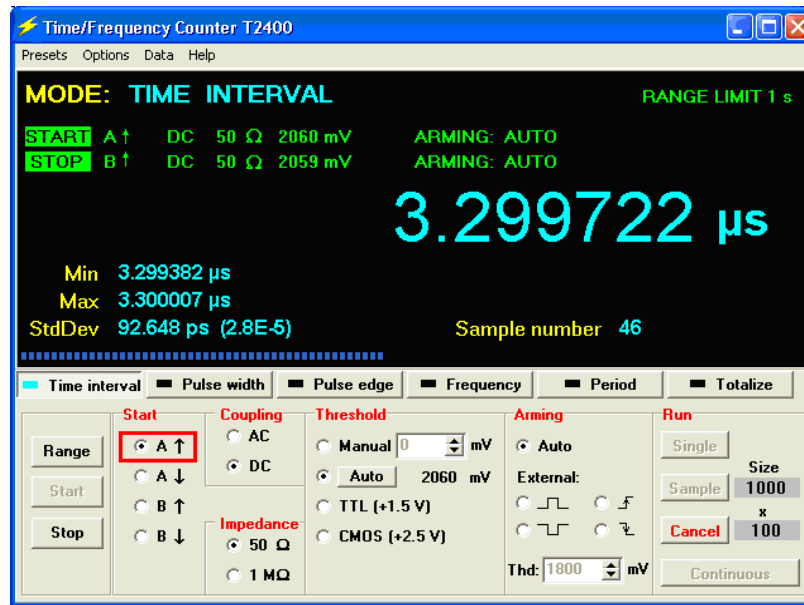 Time/Frequency Counter T2400
Presets Options Data Help
MODE: TIME INTERVAL RANGE LIMIT 1 s
START A↑ DC 50 Ω 2060 mV ARMING: AUTO
STOP B↑ DC 50 Ω 2059 mV ARMING: AUTO
3.299722 µs
Min 3.299382 µs
Max 3.300007 µs
StdDev 92.648 ps (2.8E-5) Sample number 46
Time interval Pulse width Pulse edge Frequency Period Totalize
Start Coupling Threshold Arming Run
Range A ↑ AC Manual 0 mV Auto Single
Start A ↓ DC Auto 2060 mV External: Sample Size 1000
B ↑ TTL (+1.5 V) x
Stop B ↓ Impedance CMOS (+2.5 V) Cancel 100
50 Ω
1 MΩ Thd: 1800 mV Continuous